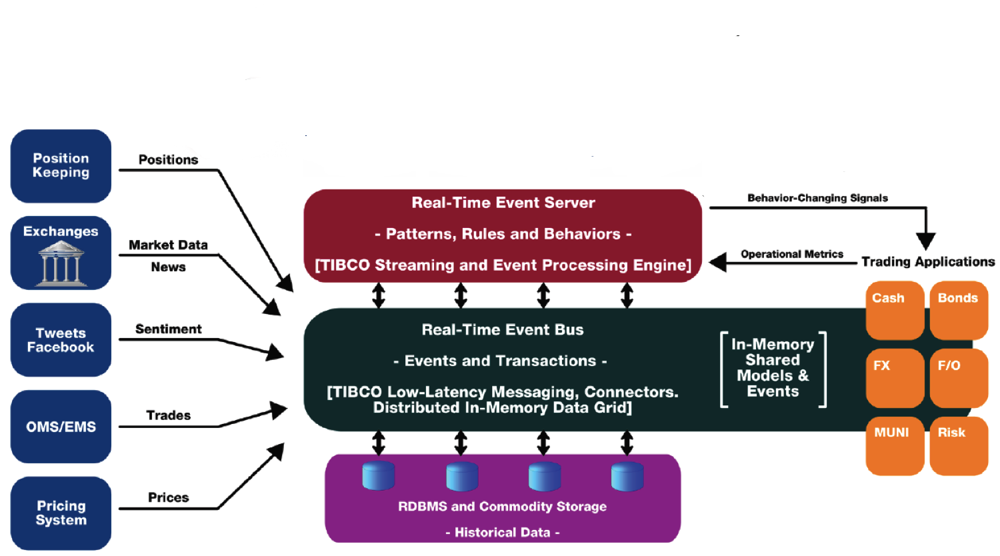 Position
Keeping
Positions
Exchanges
Market Data
News
Tweets
Facebook
Sentiment
OMS/EMS
Trades
Pricing
System
Prices
Real-Time Event Server
- Patterns, Rules and Behaviors -
[TIBCO Streaming and Event Processing Engine]
Behavior-Changing Signals
Operational Metrics
Trading Applications
Real-Time Event Bus
- Events and Transactions -
[TIBCO Low-Latency Messaging, Connectors.
Distributed In-Memory Data Grid]
In-Memory
Shared
Models &
Events
Cash
Bonds
FX
F/O
MUNI
Risk
RDBMS and Commodity Storage
- Historical Data -